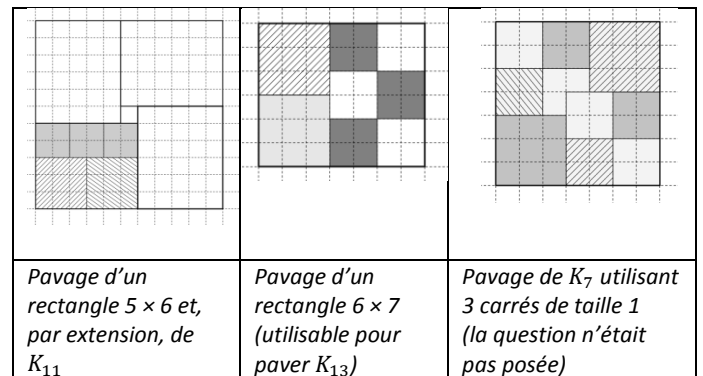 Pavage d’un
rectangle 5 × 6 et,
par extension, de
K₁₁
Pavage d’un
rectangle 6 × 7
(utilisable pour
paver K₁₃)
Pavage de K₇ utilisant
3 carrés de taille 1
(la question n’était
pas posée)